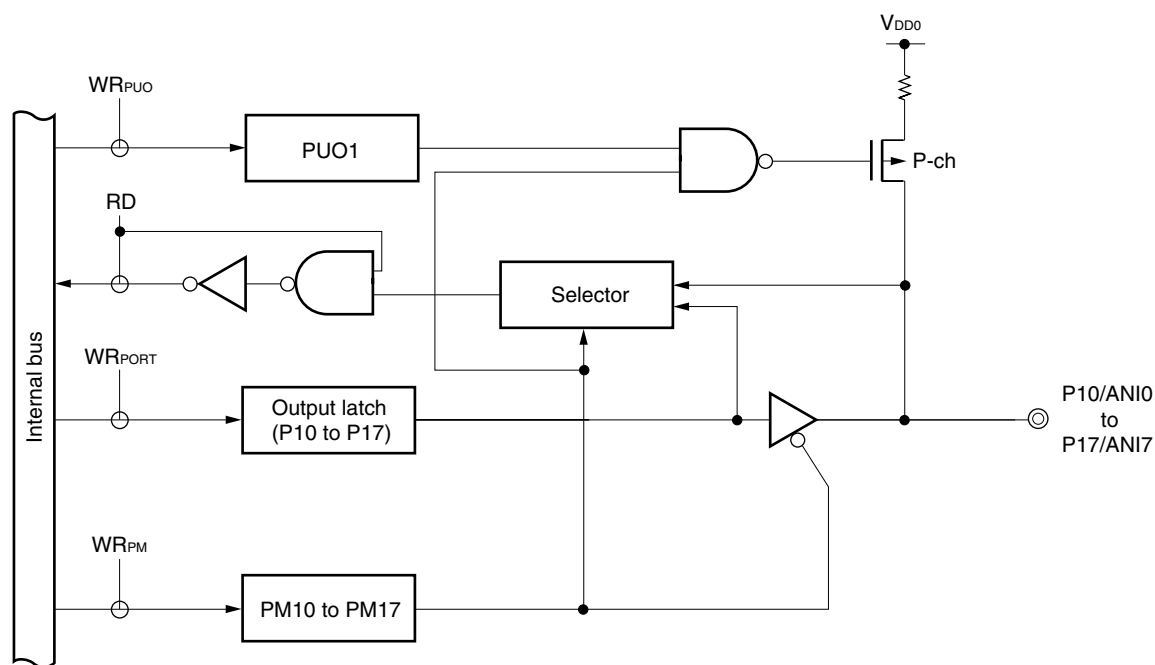 VDD0
WRPUO
PUO1
P-ch
RD
Selector
Internal bus
WRPORT
Output latch
(P10 to P17)
P10/ANI0
to
P17/ANI7
WRPM
PM10 to PM17